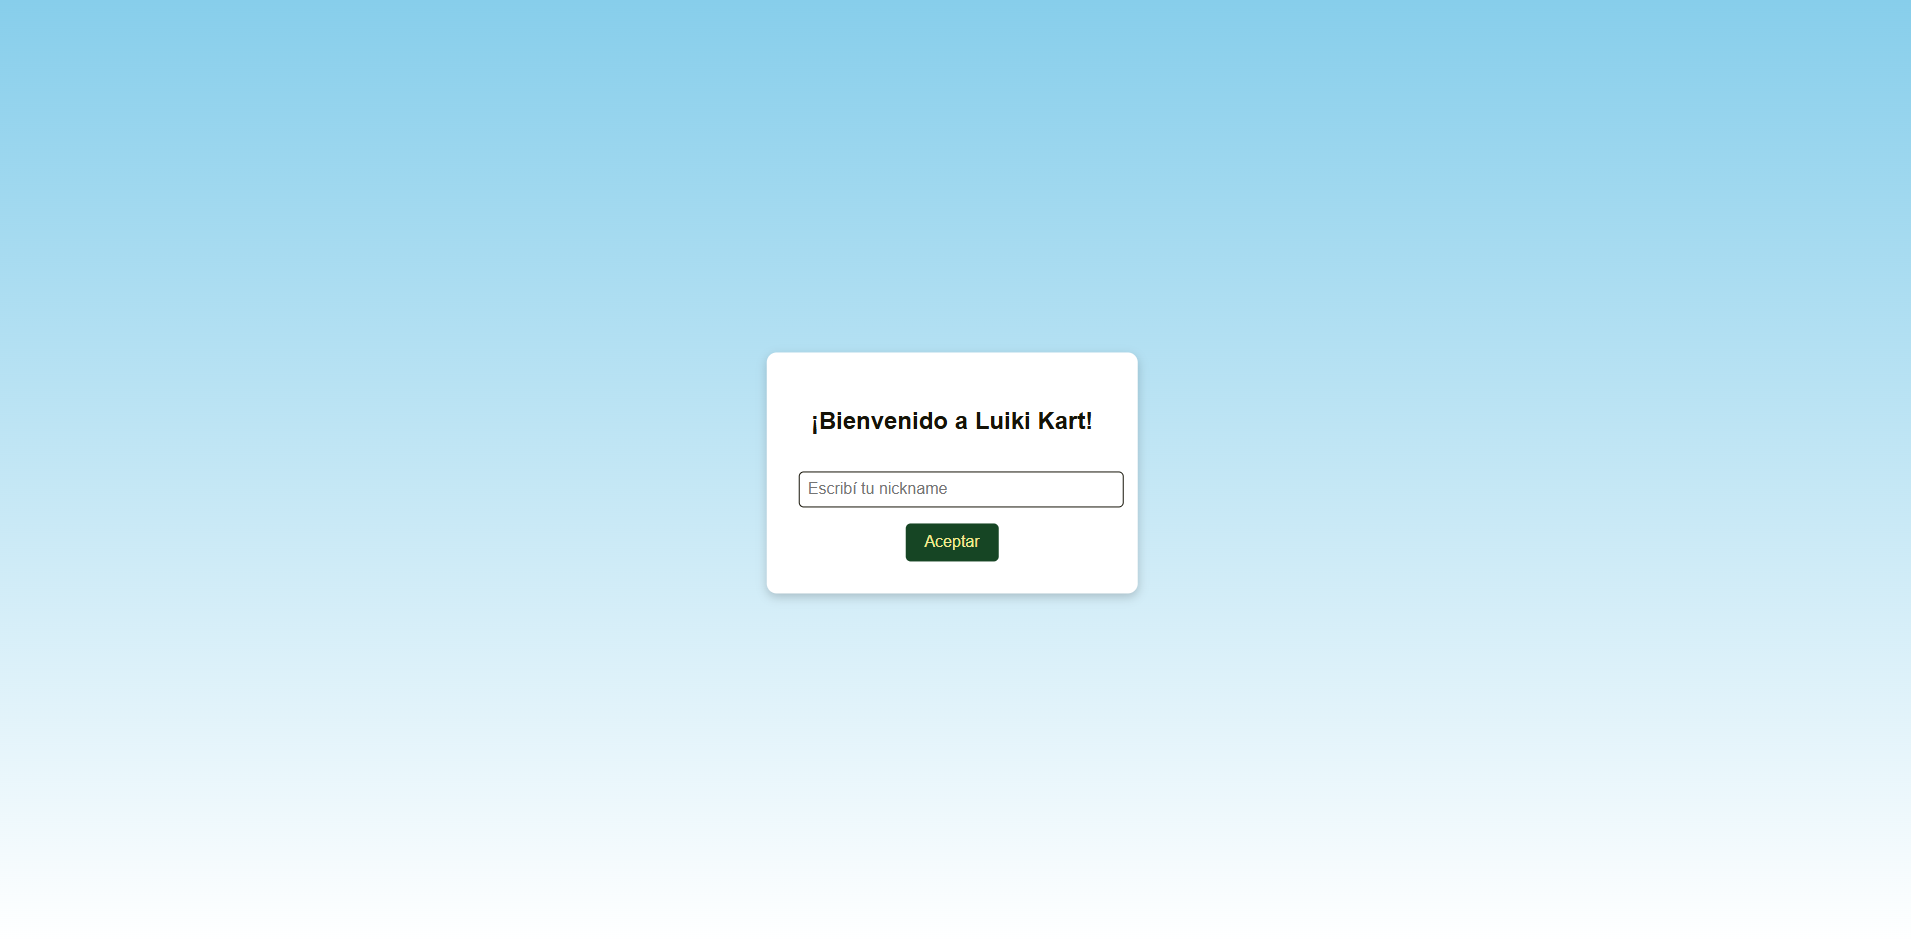 ¡Bienvenido a Luiki Kart!
Escribí tu nickname
Aceptar